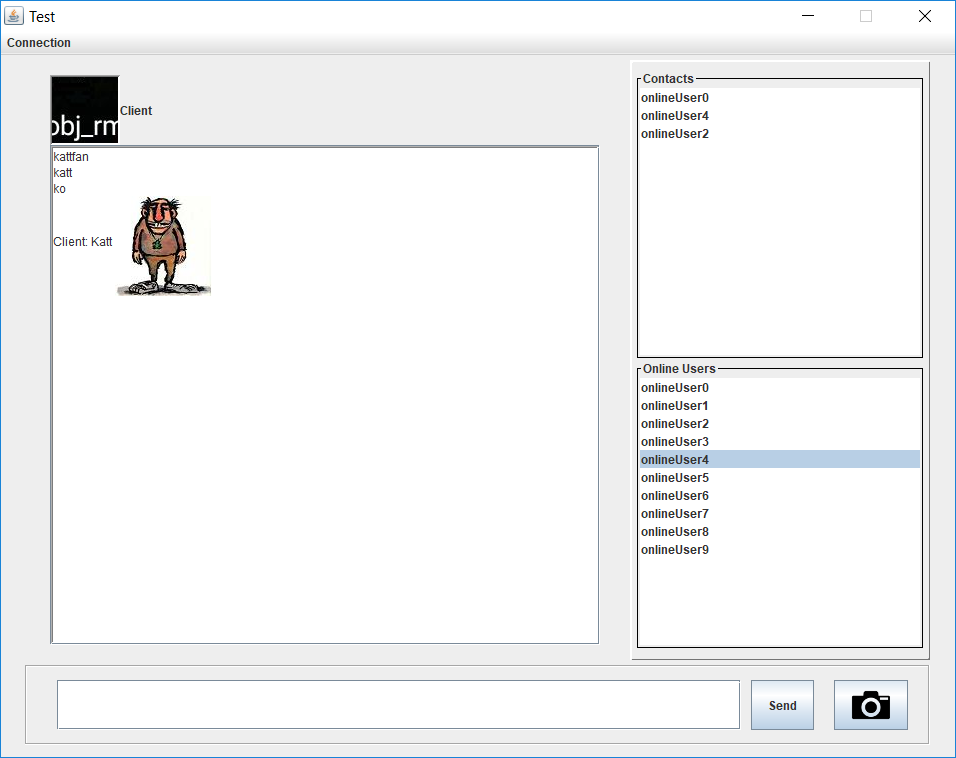 Test
Connection
obj_rm
Client
kattfan
katt
ko
Client: Katt
Contacts
onlineUser0
onlineUser4
onlineUser2
Online Users
onlineUser0
onlineUser1
onlineUser2
onlineUser3
onlineUser4
onlineUser5
onlineUser6
onlineUser7
onlineUser8
onlineUser9
Send